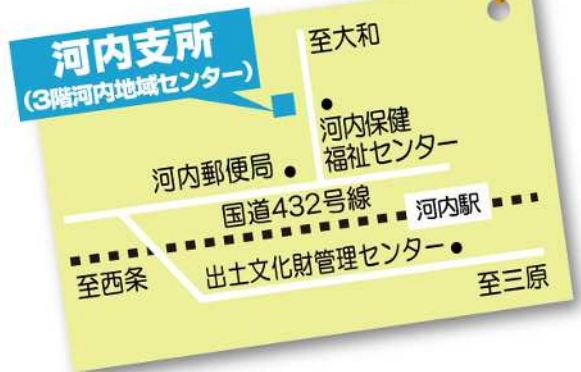 河内支所
(3階河内地域センター)
至大和
河内保健
福祉センター
河内郵便局
国道432号線
河内駅
至西条
出土文化財管理センター
至三原